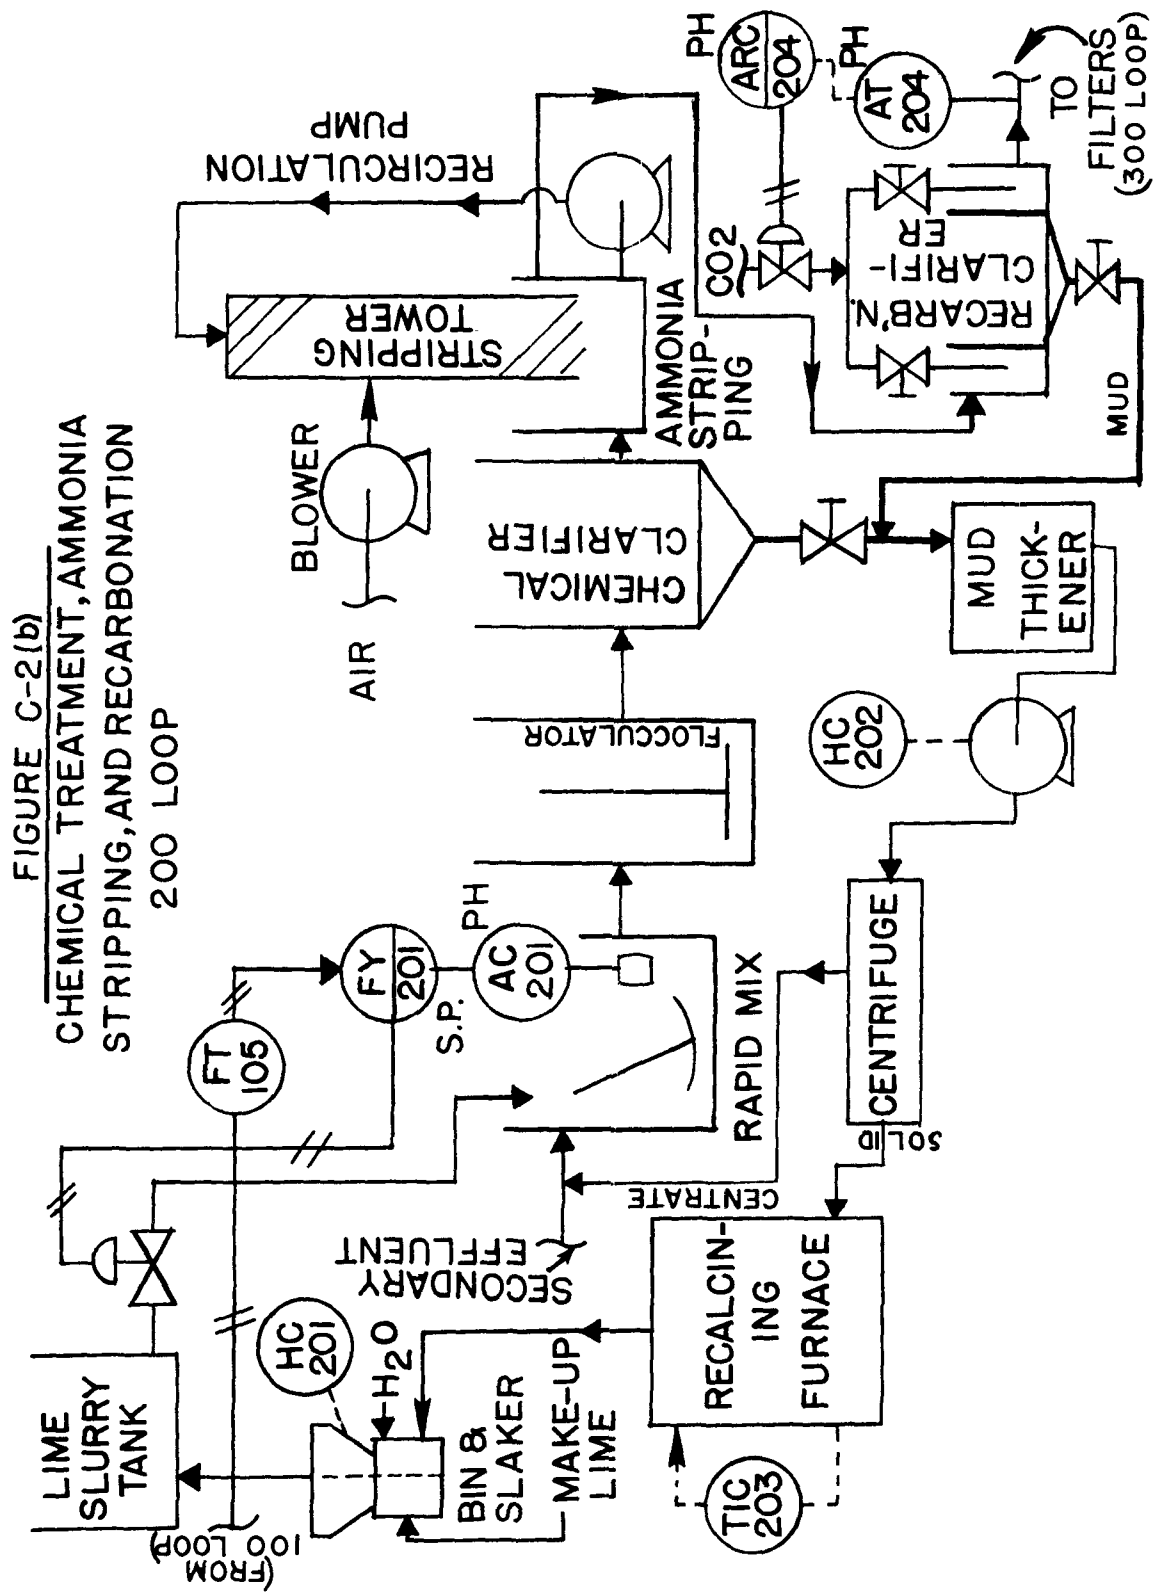 FIGURE C-2(b)
CHEMICAL TREATMENT, AMMONIA
STRIPPING, AND RECARBONATION
200 LOOP
LIME
SLURRY
TANK
(FROM
100 LOOP)
FT
105
FY
201
S.P.
AC
201
PH
HC
201
H2O
BIN &
SLAKER
MAKE-UP
LIME
SECONDARY
EFFLUENT
CENTRATE
RAPID MIX
FLOCCULATOR
CHEMICAL
CLARIFIER
AIR
BLOWER
STRIPPING
TOWER
RECIRCULATION
PUMP
AMMONIA
STRIP-
PING
CO2
PH
ARC
204
PH
AT
204
TO
FILTERS
(300 LOOP)
RECARB'N.
CLARIFI-
ER
MUD
MUD
THICK-
ENER
HC
202
CENTRIFUGE
SOLID
RECALCIN-
ING
FURNACE
TIC
203